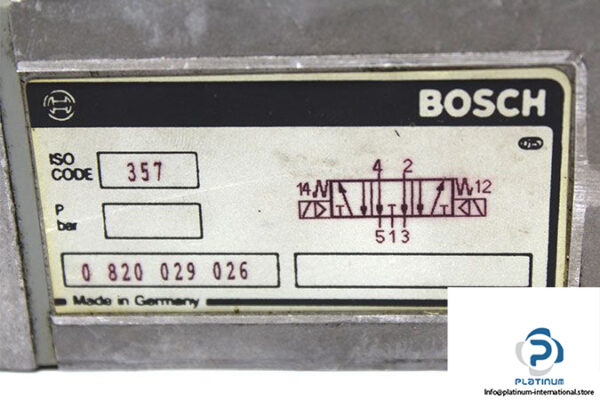 BOSCH
ISO
CODE
357
4 2
14
12
5 1 3
P
bar
0 820 029 026
Made in Germany
PLATINUM
Info@platinum-international.store